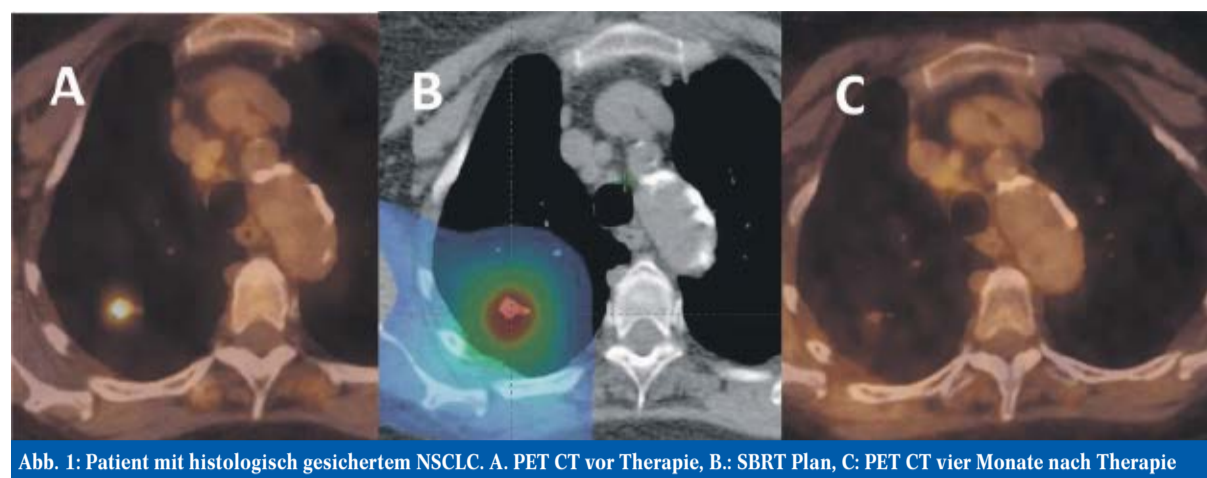 A
B
C
Abb. 1: Patient mit histologisch gesichertem NSCLC. A. PET CT vor Therapie, B.: SBRT Plan, C: PET CT vier Monate nach Therapie